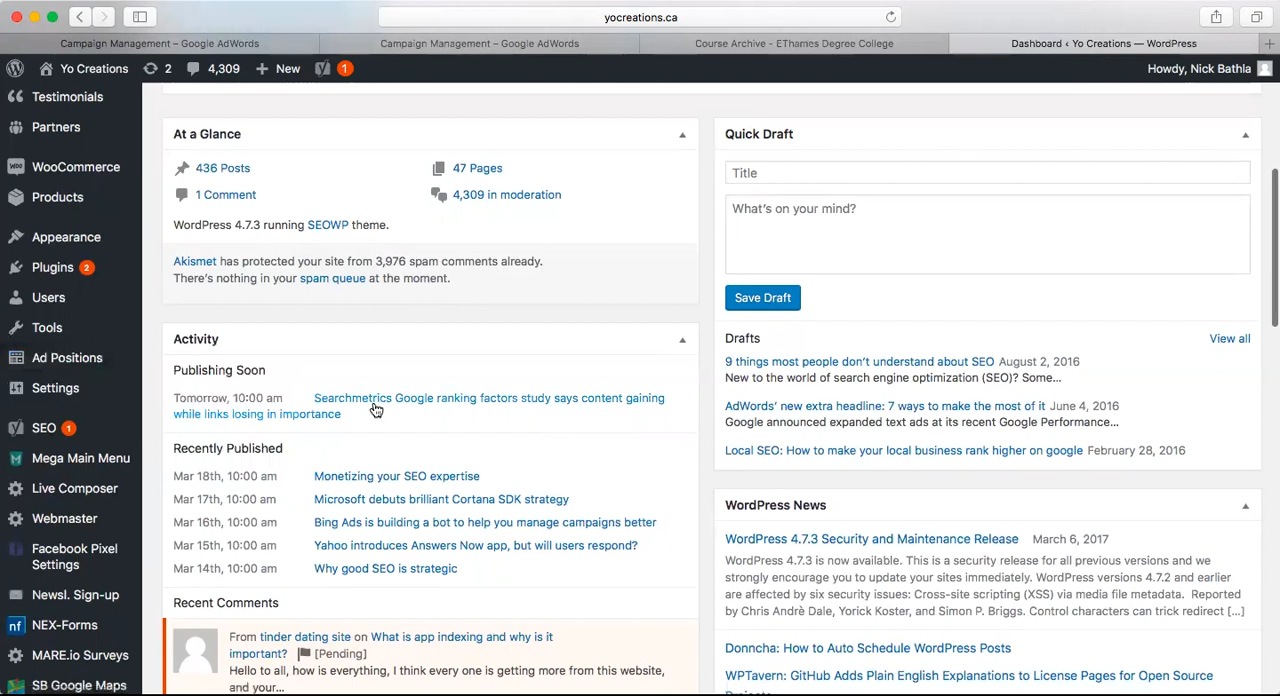 yocreations.ca
Campaign Management – Google AdWords
Campaign Management – Google AdWords
Course Archive - EThames Degree College
Dashboard ‹ Yo Creations — WordPress
Yo Creations
2
4,309
New
1
Howdy, Nick Bathla
Testimonials
Partners
WooCommerce
Products
Appearance
Plugins 2
Users
Tools
Ad Positions
Settings
SEO 1
Mega Main Menu
Live Composer
Webmaster
Facebook Pixel
Settings
Newsl. Sign-up
nf NEX-Forms
MARE.io Surveys
SB Google Maps
At a Glance
436 Posts
47 Pages
1 Comment
4,309 in moderation
WordPress 4.7.3 running SEOWP theme.
Akismet has protected your site from 3,976 spam comments already.
There's nothing in your spam queue at the moment.
Activity
Publishing Soon
Tomorrow, 10:00 am Searchmetrics Google ranking factors study says content gaining
while links losing in importance
Recently Published
Mar 18th, 10:00 am Monetizing your SEO expertise
Mar 17th, 10:00 am Microsoft debuts brilliant Cortana SDK strategy
Mar 16th, 10:00 am Bing Ads is building a bot to help you manage campaigns better
Mar 15th, 10:00 am Yahoo introduces Answers Now app, but will users respond?
Mar 14th, 10:00 am Why good SEO is strategic
Recent Comments
From tinder dating site on What is app indexing and why is it
important? [Pending]
Hello to all, how is everything, I think every one is getting more from this website,
and your...
Quick Draft
Title
What's on your mind?
Save Draft
Drafts
View all
9 things most people don't understand about SEO August 2, 2016
New to the world of search engine optimization (SEO)? Some...
AdWords' new extra headline: 7 ways to make the most of it June 4, 2016
Google announced expanded text ads at its recent Google Performance...
Local SEO: How to make your local business rank higher on google February 28, 2016
WordPress News
WordPress 4.7.3 Security and Maintenance Release March 6, 2017
WordPress 4.7.3 is now available. This is a security release for all previous versions and we
strongly encourage you to update your sites immediately. WordPress versions 4.7.2 and earlier
are affected by six security issues: Cross-site scripting (XSS) via media file metadata. Reported
by Chris Andrè Dale, Yorick Koster, and Simon P. Briggs. Control characters can trick redirect [...]
Donncha: How to Auto Schedule WordPress Posts
WPTavern: GitHub Adds Plain English Explanations to License Pages for Open Source